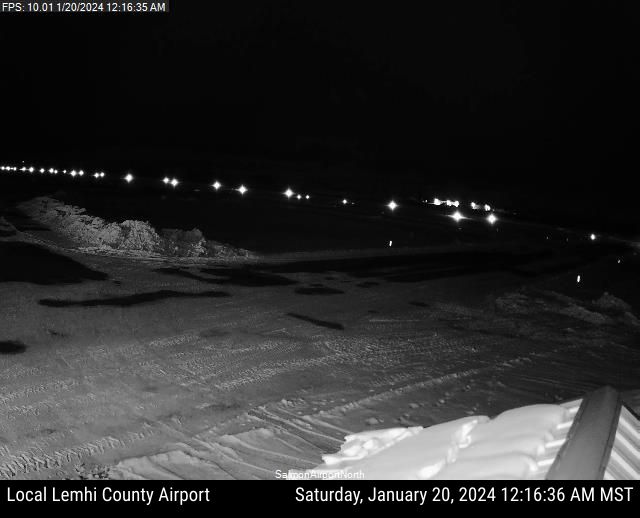 FPS: 10.01 1/20/2024 12:16:35 AM
SalmonAirportNorth
Local Lemhi County Airport Saturday, January 20, 2024 12:16:36 AM MST